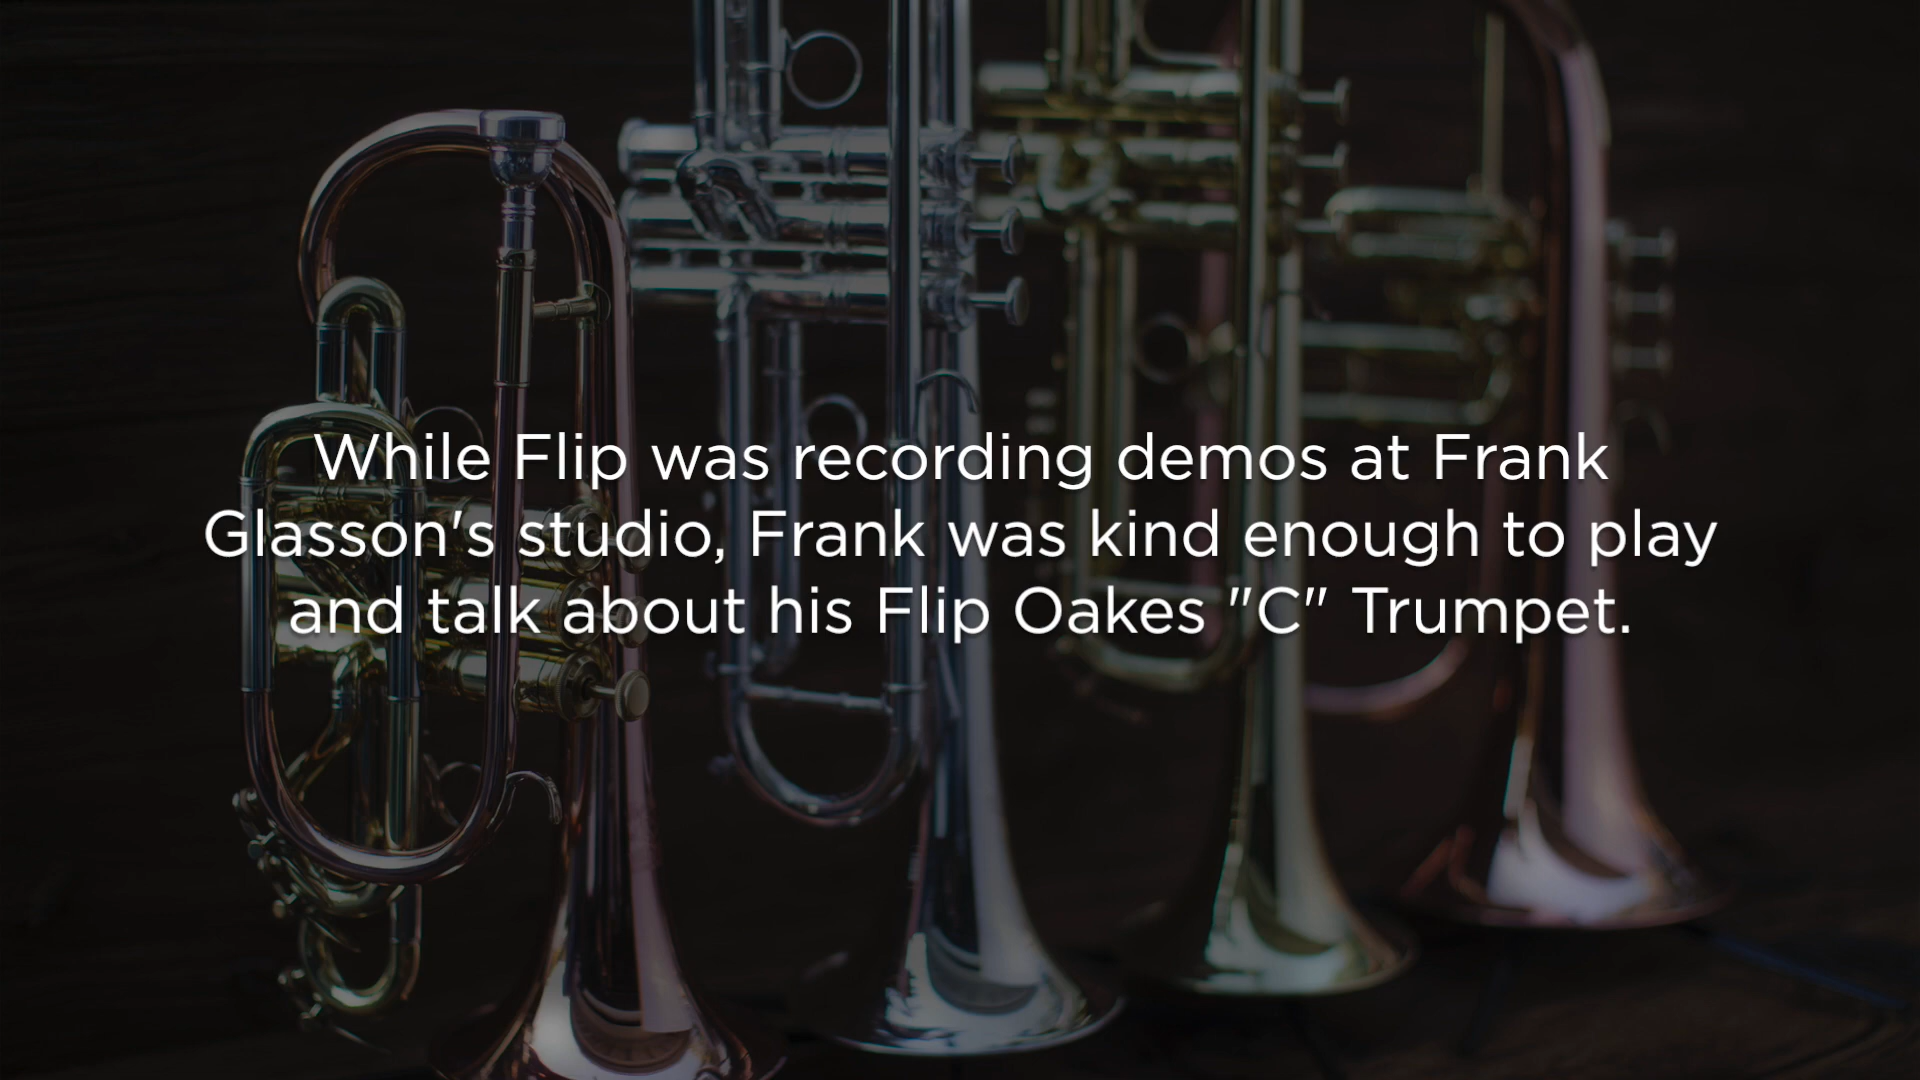 While Flip was recording demos at Frank
Glasson's studio, Frank was kind enough to play
and talk about his Flip Oakes "C" Trumpet.